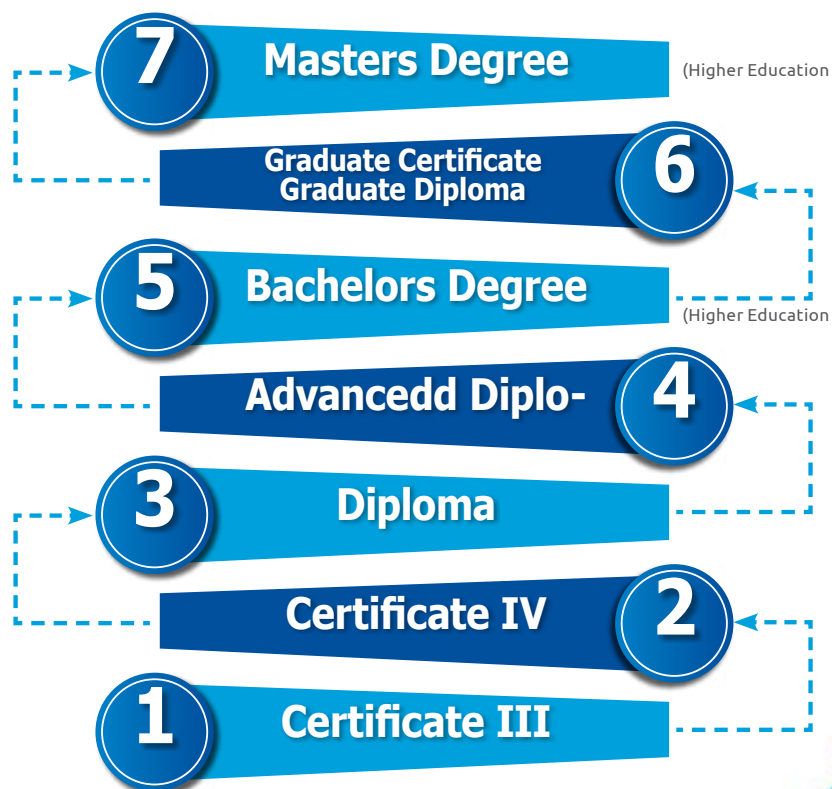 7
Masters Degree
(Higher Education
Graduate Certificate
Graduate Diploma
6
5
Bachelors Degree
(Higher Education
Advancedd Diplo-
4
3
Diploma
Certificate IV
2
1
Certificate III